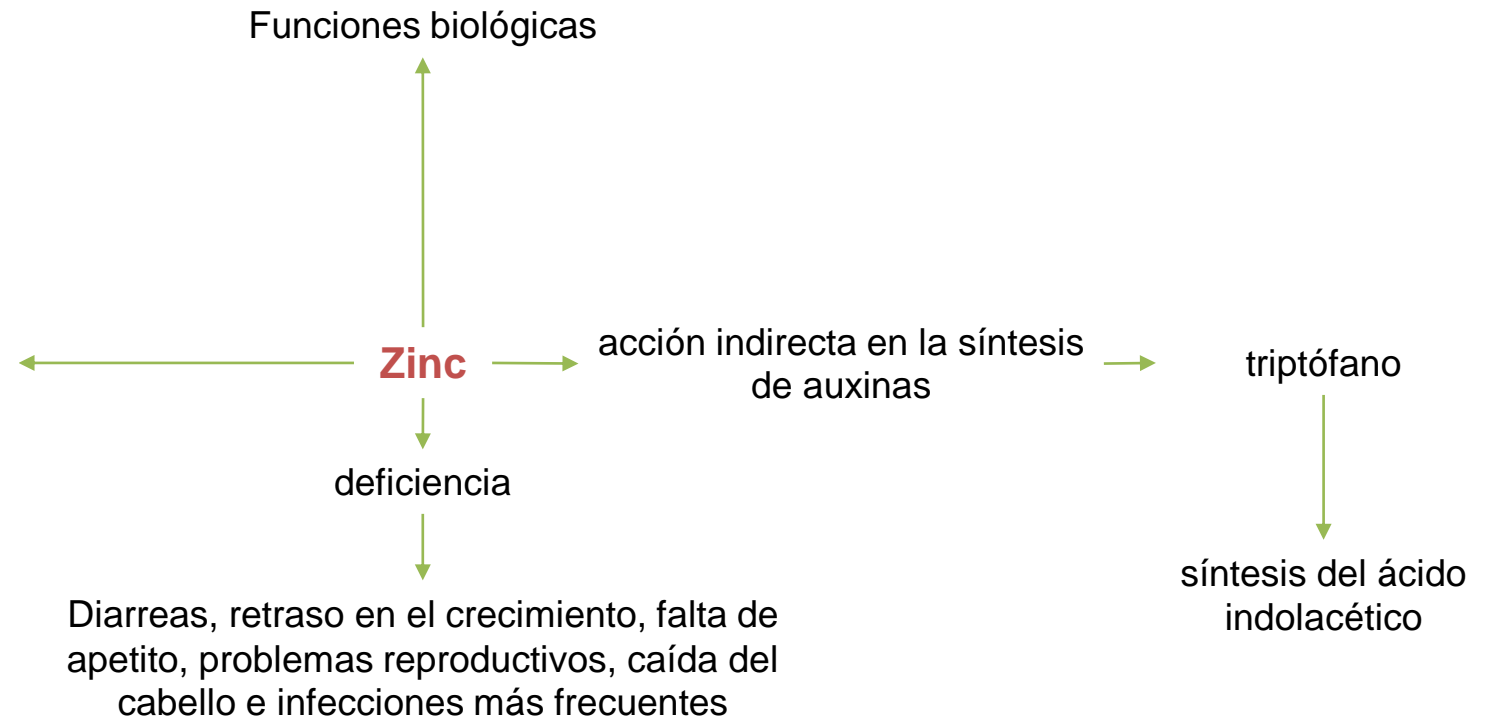 Funciones biológicas
Zinc
acción indirecta en la síntesis
de auxinas
triptófano
deficiencia
síntesis del ácido
indolacético
Diarreas, retraso en el crecimiento, falta de
apetito, problemas reproductivos, caída del
cabello e infecciones más frecuentes